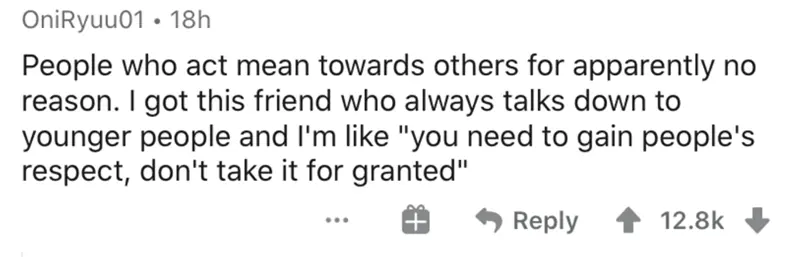 OniRyuu01 • 18h
People who act mean towards others for apparently no
reason. I got this friend who always talks down to
younger people and I'm like "you need to gain people's
respect, don't take it for granted"
... Reply 12.8k